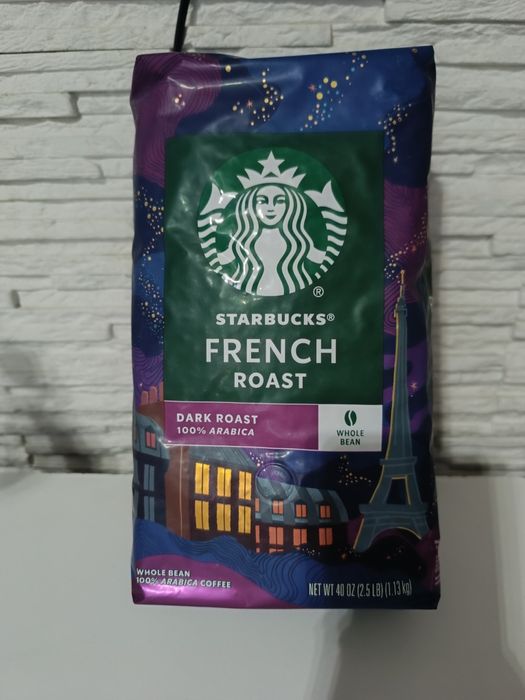 ®
STARBUCKS®
FRENCH
ROAST
DARK ROAST
100% ARABICA
WHOLE
BEAN
WHOLE BEAN
100% ARABICA COFFEE
NET WT 40 OZ (2.5 LB) (1.13 kg)